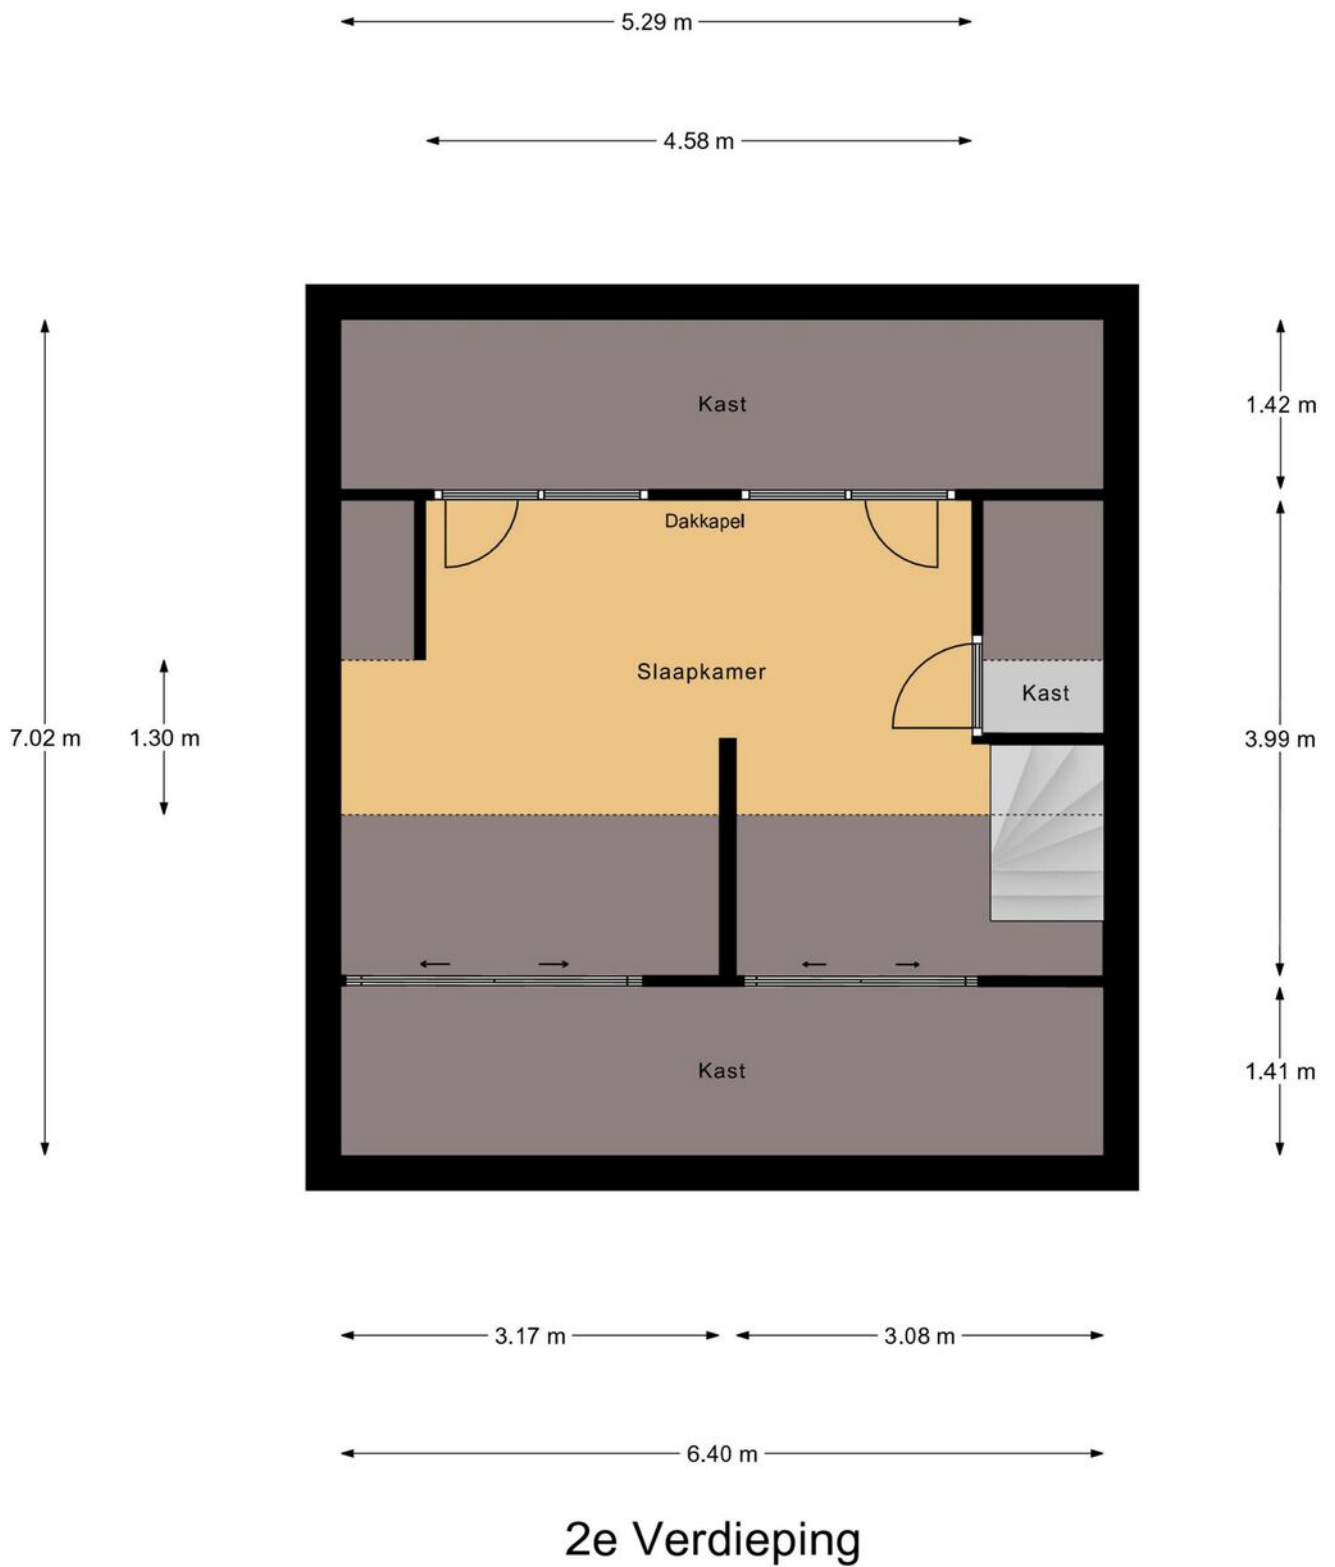 5.29 m
4.58 m
Kast
1.42 m
Dakkapel
Slaapkamer
Kast
7.02 m
1.30 m
3.99 m
Kast
1.41 m
3.17 m
3.08 m
6.40 m
2e Verdieping